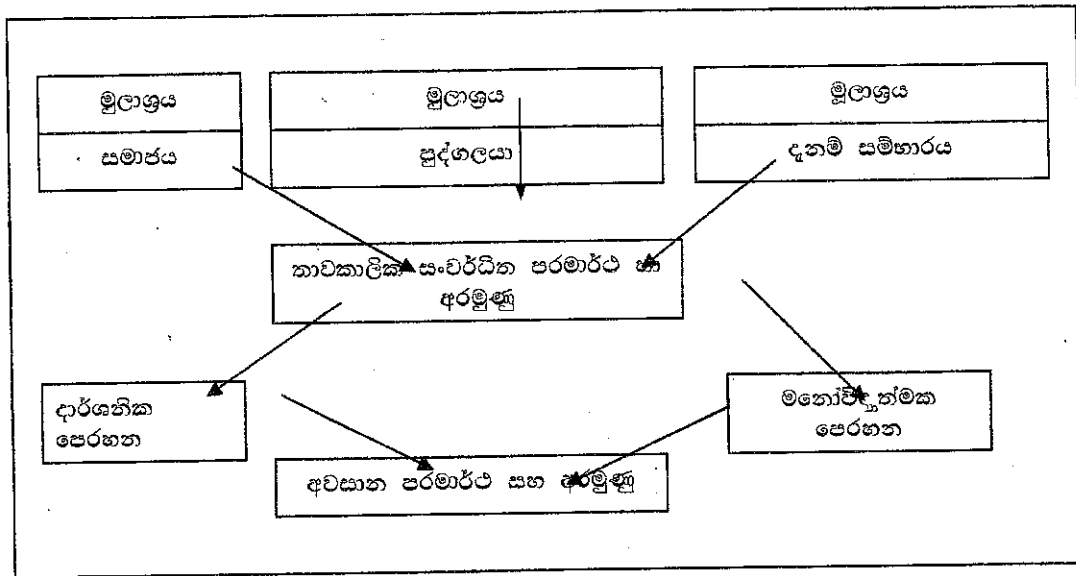 මූලාශ්‍රය
මූලාශ්‍රය
මූලාශ්‍රය
සමාජය
පුද්ගලයා
දැනම් සම්භාරය
තාවකාලික සංවර්ධිත පරමාර්ථ හා
අරමුණු
දාර්ශනික
පෙරහන
මනෝවිද්‍යාත්මක
පෙරහන
අවසාන පරමාර්ථ සහ අරමුණු